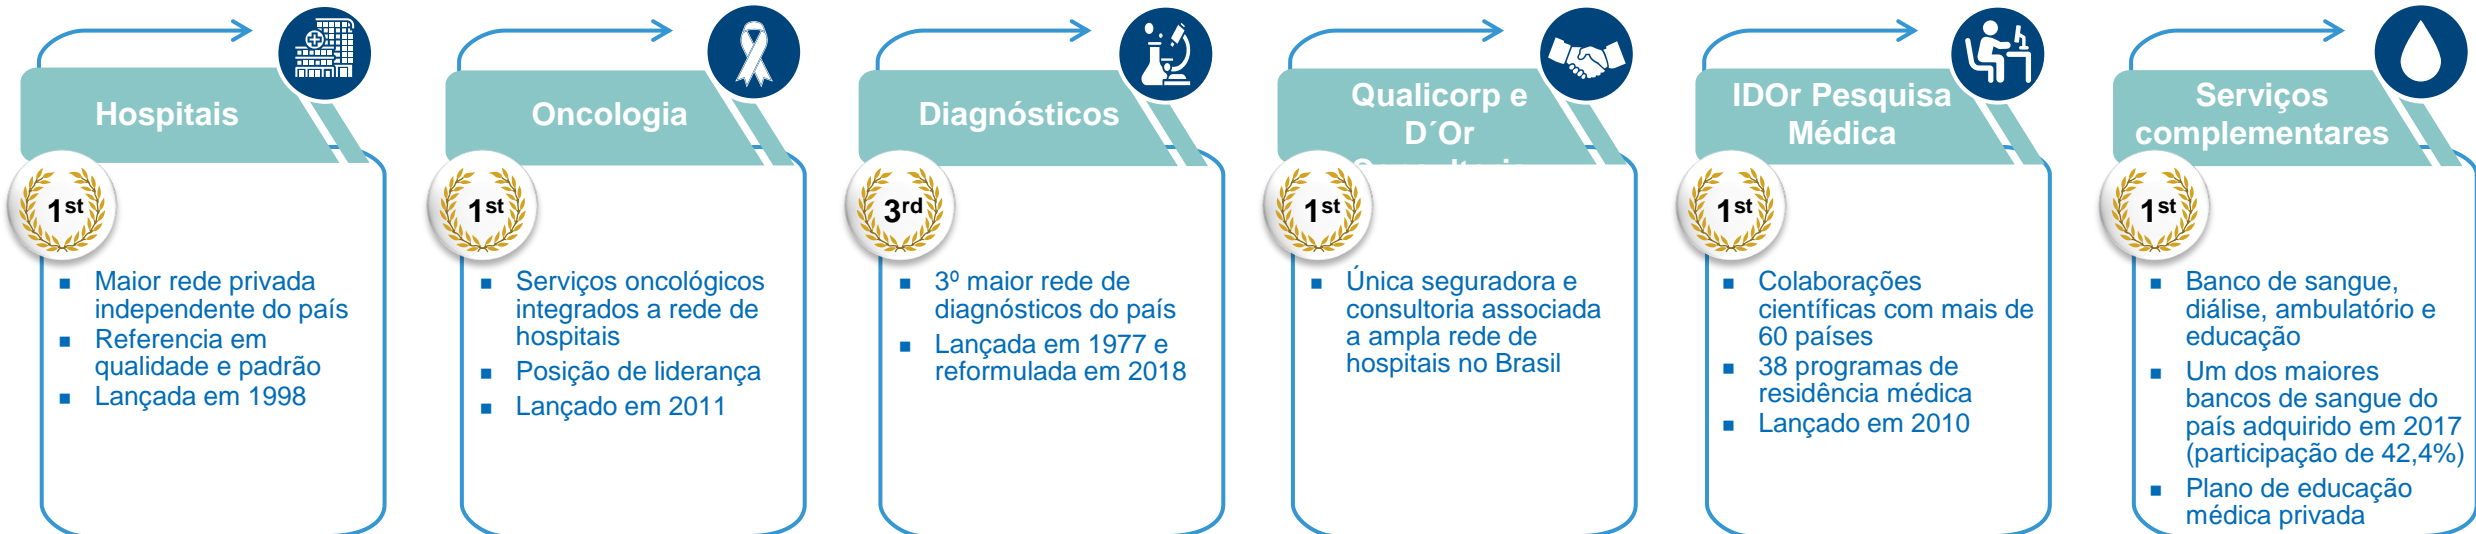 Hospitais
1st
▪ Maior rede privada
independente do país
▪ Referencia em
qualidade e padrão
▪ Lançada em 1998
Oncologia
1st
▪ Serviços oncológicos
integrados a rede de
hospitais
▪ Posição de liderança
▪ Lançado em 2011
Diagnósticos
3rd
▪ 3º maior rede de
diagnósticos do país
▪ Lançada em 1977 e
reformulada em 2018
Qualicorp e
D´Or
1st
▪ Única seguradora e
consultoria associada
a ampla rede de
hospitais no Brasil
IDOr Pesquisa
Médica
1st
▪ Colaborações
científicas com mais de
60 países
▪ 38 programas de
residência médica
▪ Lançado em 2010
Serviços
complementares
1st
▪ Banco de sangue,
diálise, ambulatório e
educação
▪ Um dos maiores
bancos de sangue do
país adquirido em 2017
(participação de 42,4%)
▪ Plano de educação
médica privada